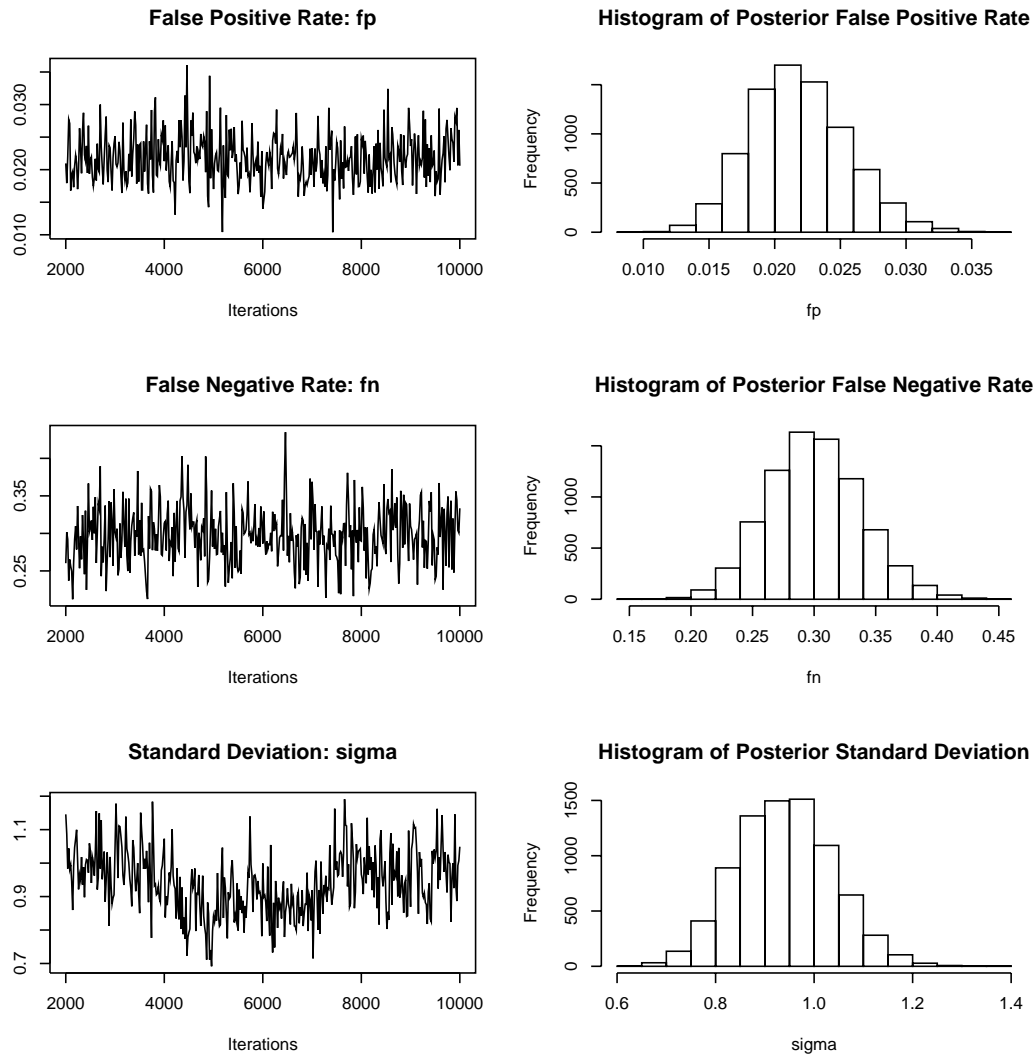 False Positive Rate: fp
0.010 0.020 0.030
2000 4000 6000 8000 10000
Iterations
Histogram of Posterior False Positive Rate
Frequency
0 500 1000
0.010 0.015 0.020 0.025 0.030 0.035
fp
False Negative Rate: fn
0.25 0.35
2000 4000 6000 8000 10000
Iterations
Histogram of Posterior False Negative Rate
Frequency
0 500 1000
0.15 0.20 0.25 0.30 0.35 0.40 0.45
fn
Standard Deviation: sigma
0.7 0.9 1.1
2000 4000 6000 8000 10000
Iterations
Histogram of Posterior Standard Deviation
Frequency
0 500 1000 1500
0.6 0.8 1.0 1.2 1.4
sigma